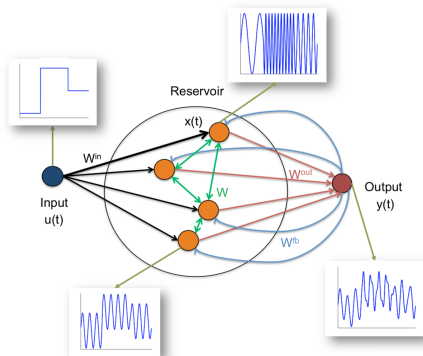 Reservoir
x(t)
W^in
W
W^out
Input
u(t)
Output
y(t)
W^fb